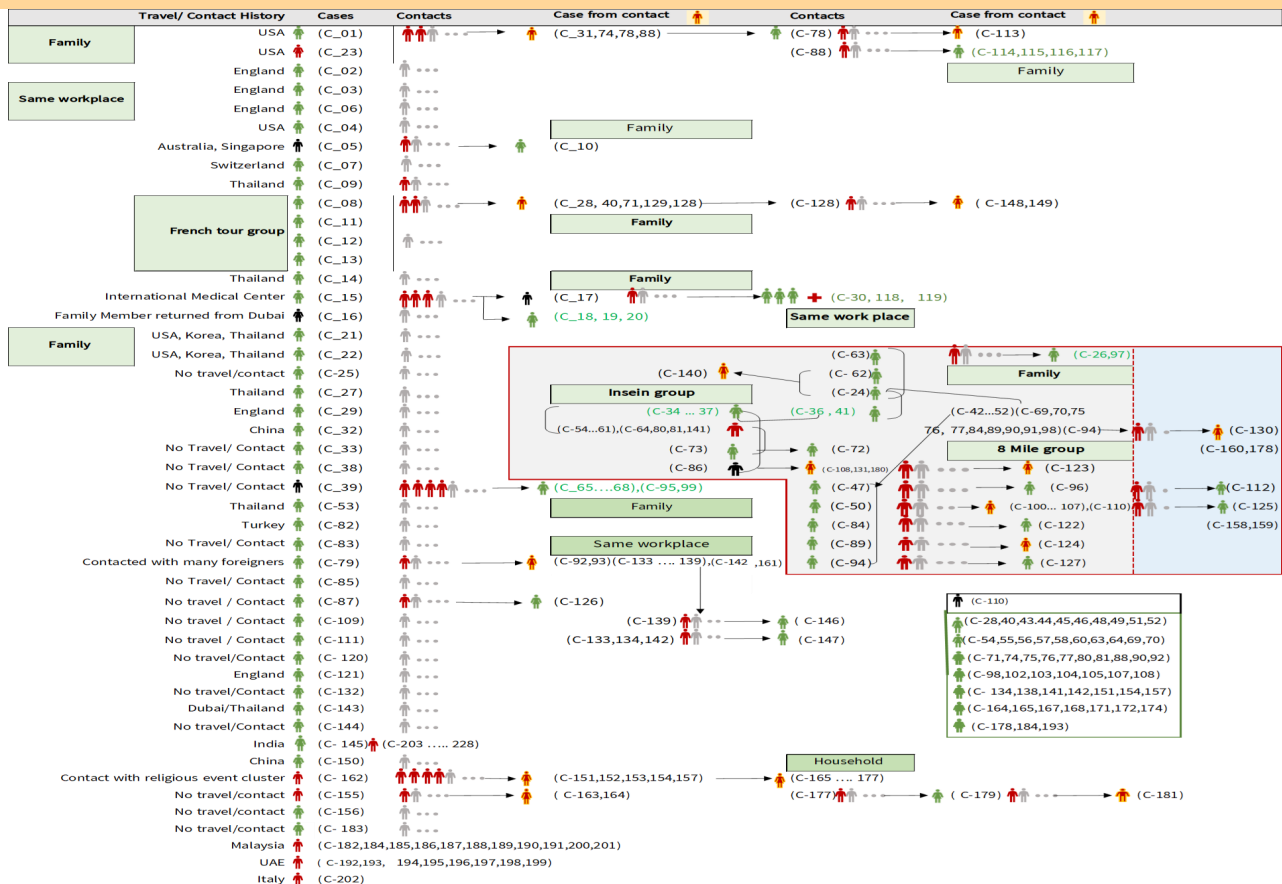 Travel/ Contact History Cases Contacts Case from contact Contacts Case from contact
Family
USA (C_01) (C_31,74,78,88) (C-78) (C-113)
USA (C_23) (C-88) (C-114,115,116,117)
England (C_02) Family
Same workplace
England (C_03)
England (C_06)
USA (C_04) Family
Australia, Singapore (C_05) (C_10)
Switzerland (C_07)
Thailand (C_09)
French tour group
(C_08) (C_28, 40,71,129,128) (C-128) ( C-148,149)
(C_11) Family
(C_12)
(C_13)
Thailand (C_14) Family
International Medical Center (C_15) (C_17) (C-30, 118, 119)
Family Member returned from Dubai (C_16) (C_18, 19, 20) Same work place
Family
USA, Korea, Thailand (C_21)
USA, Korea, Thailand (C_22) (C-63) (C-26,97)
No travel/contact (C-25) (C-140) (C- 62) Family
Thailand (C_27) Insein group (C-24)
England (C_29) (C-34 ... 37) (C-36 , 41) (C-42...52)(C-69,70,75
China (C_32) (C-54...61),(C-64,80,81,141) 76, 77,84,89,90,91,98) (C-94) (C-130)
No Travel/ Contact (C_33) (C-73) (C-72) 8 Mile group (C-160,178)
No Travel/ Contact (C_38) (C-86) (C-108,131,180) (C-123)
No Travel/ Contact (C_39) (C_65....68),(C-95,99) (C-47) (C-96) (C-112)
Thailand (C-53) Family (C-50) (C-100... 107),(C-110) (C-125)
Turkey (C-82) (C-84) (C-122) (C-158,159)
No Travel/ Contact (C-83) Same workplace (C-89) (C-124)
Contacted with many foreigners (C-79) (C-92,93)(C-133 .... 139),(C-142 ,161) (C-94) (C-127)
No Travel/ Contact (C-85)
No travel / Contact (C-87) (C-126) (C-110)
No travel / Contact (C-109) (C-139) ( C-146) (C-28,40,43.44,45,46,48,49,51,52
No travel / Contact (C-111) (C-133,134,142) (C-147) (C-54,55,56,57,58,60,63,64,69,70
No travel/Contact (C- 120) (C-71,74,75,76,77,80,81,88,90,92
England (C-121) (C-98,102,103,104,105,107,108)
No travel/Contact (C-132) (C- 134,138,141,142,151,154,157
Dubai/Thailand (C-143) (C-164,165,167,168,171,172,174
No travel/Contact (C-144) (C-178,184,193)
India (C- 145) (C-203 ..... 228)
China (C-150) Household
Contact with religious event cluster (C-162) (C-151,152,153,154,157) (C-165 .... 177)
No travel/contact (C-155) ( C-163,164) (C-177) ( C-179) (C-181)
No travel/contact (C-156)
No travel/contact (C- 183)
Malaysia (C-182,184,185,186,187,188,189,190,191,200,201)
UAE ( C-192,193, 194,195,196,197,198,199)
Italy (C-202)